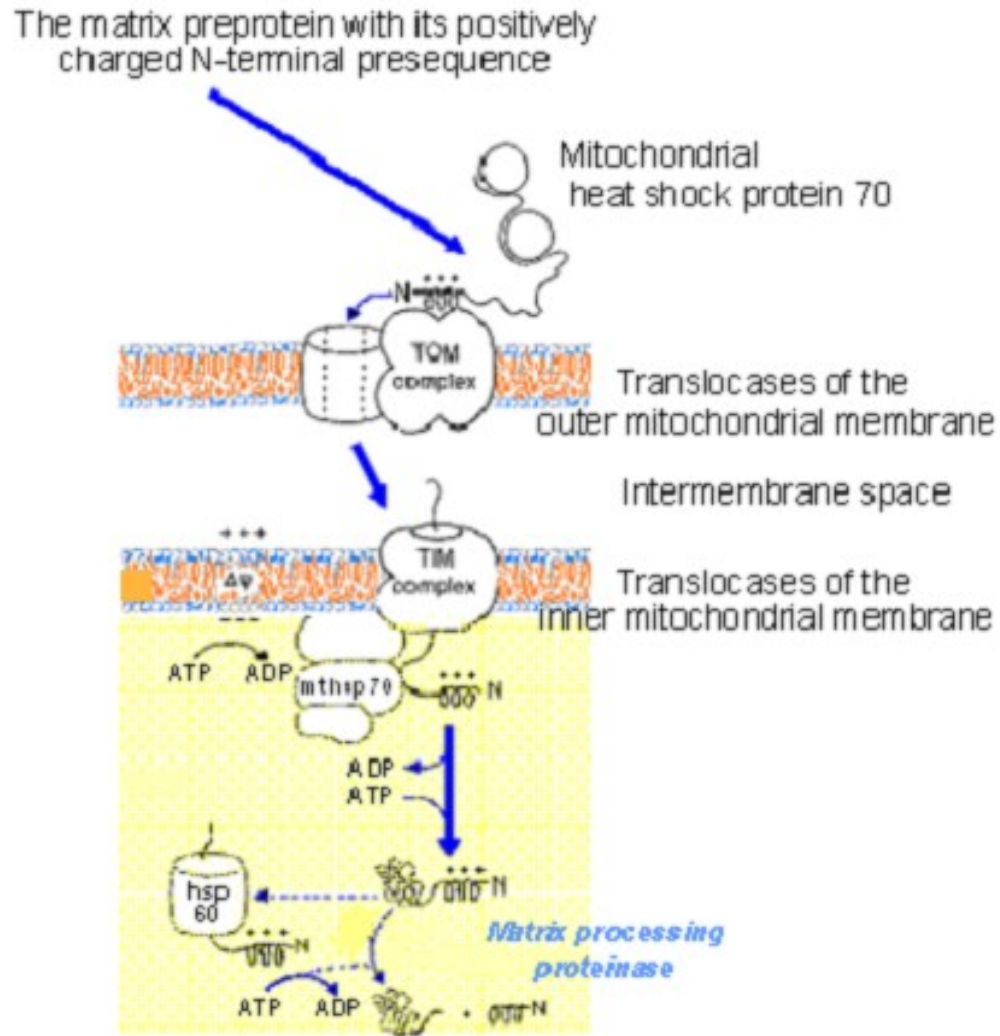 The matrix preprotein with its positively
charged N-terminal presequence
Mitochondrial
heat shock protein 70
+ + +
N
TOM
complex
Translocases of the
outer mitochondrial membrane
Intermembrane space
+ + +
TIM
complex
Δψ
Translocases of the
inner mitochondrial membrane
- - -
ATP ADP
mthsp70
+ + +
N
ADP
ATP
+ + +
N
hsp
60
+ + +
N
Matrix processing
proteinase
ATP ADP
+
N